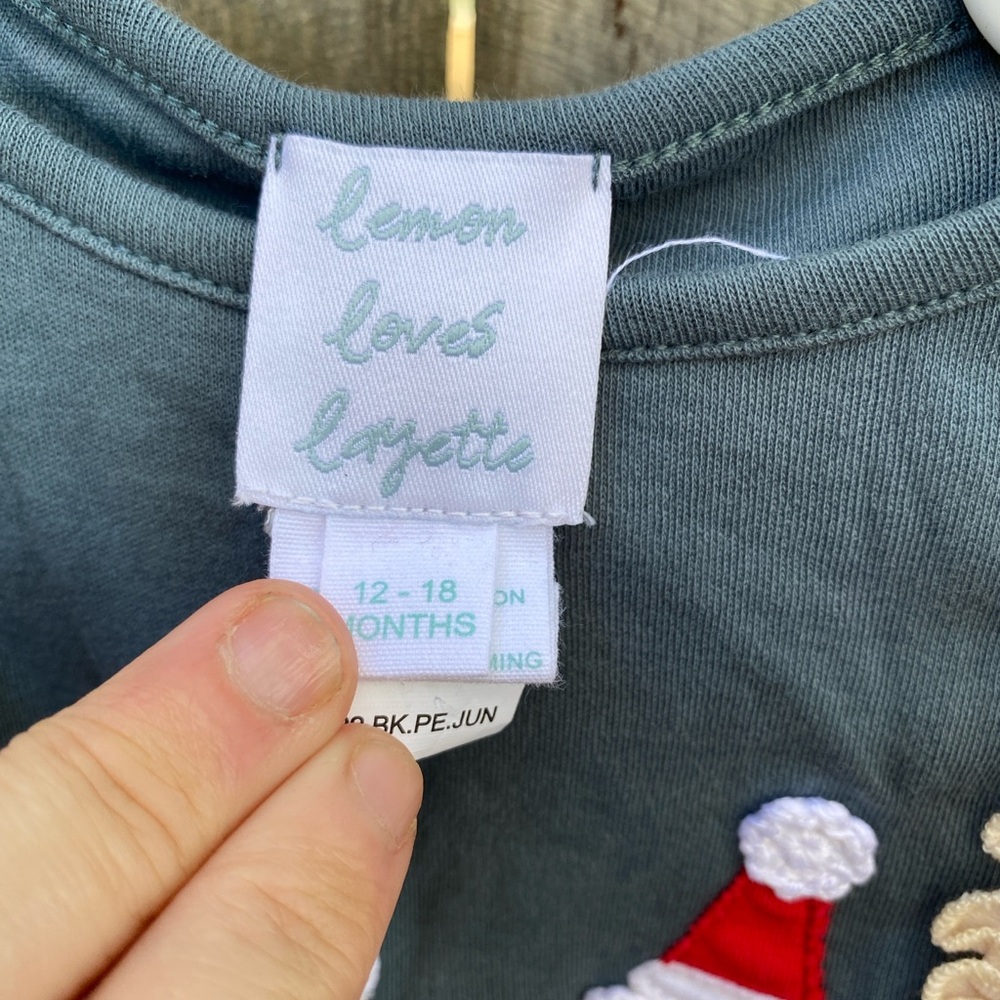 lemon
loves
layette
12 - 18
MONTHS
ON
MING
BK.PE.JUN